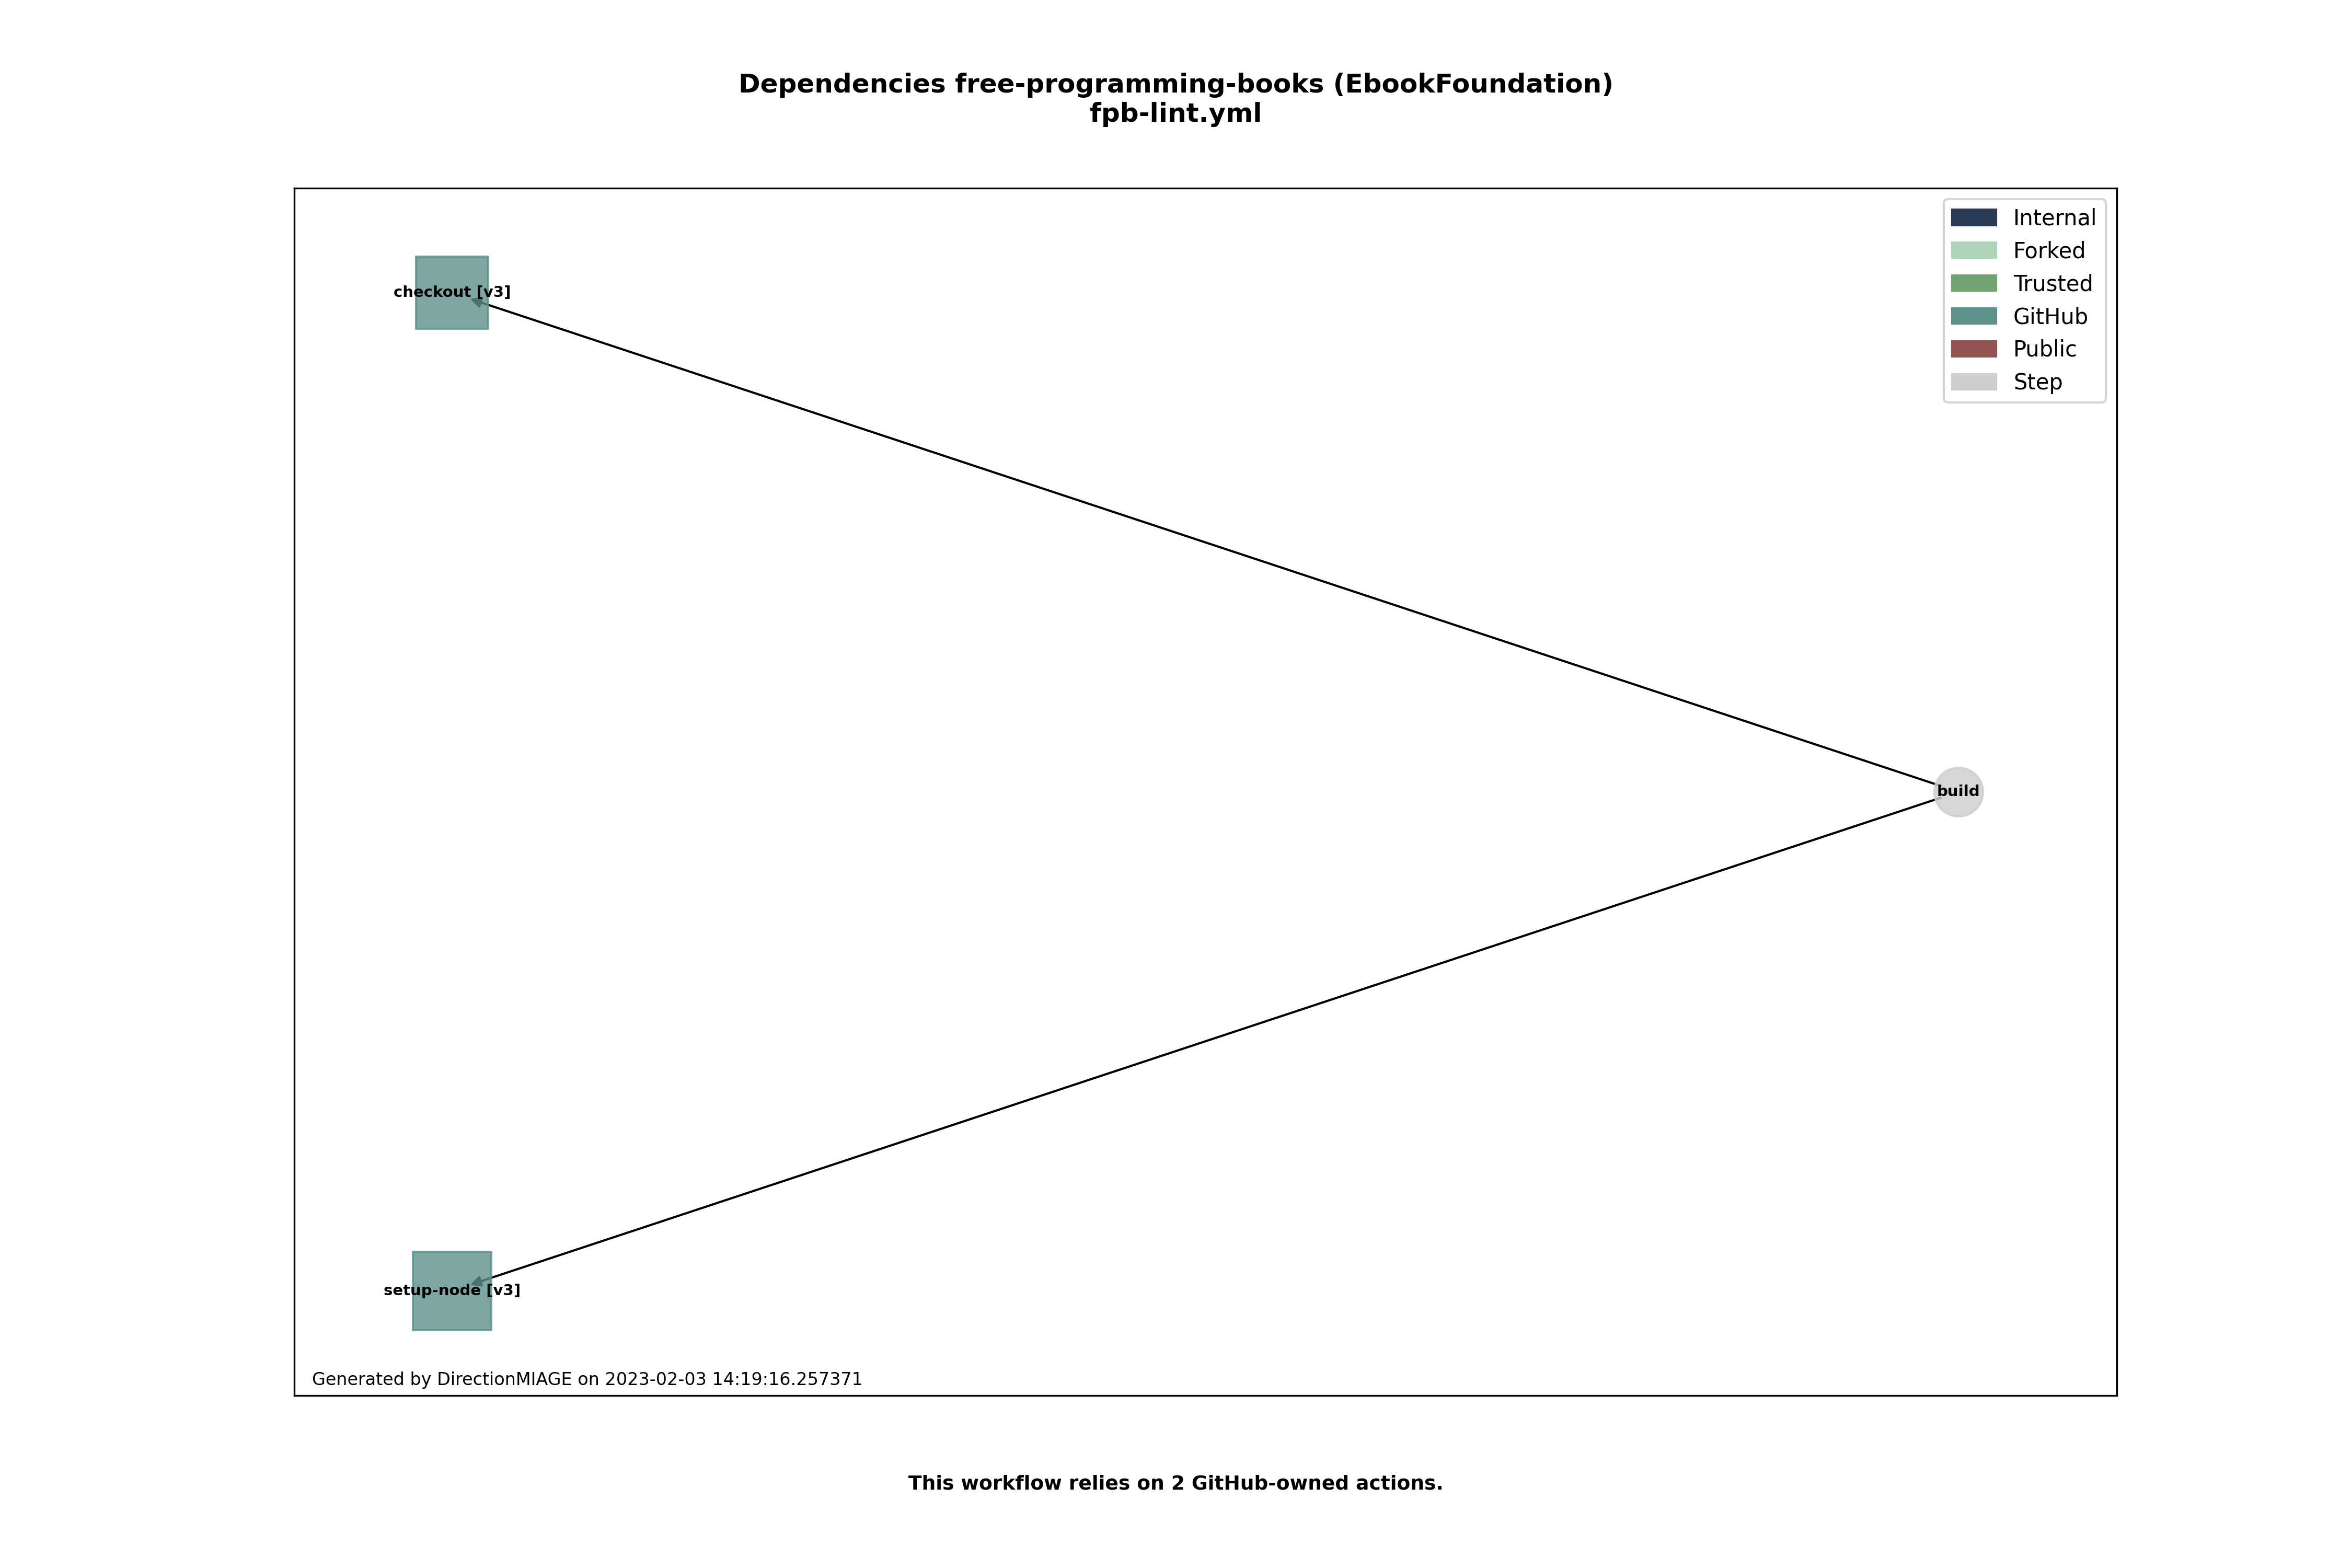 Dependencies free-programming-books (EbookFoundation)
fpb-lint.yml
Internal
Forked
Trusted
GitHub
Public
Step
checkout [v3]
build
setup-node [v3]
Generated by DirectionMIAGE on 2023-02-03 14:19:16.257371
This workflow relies on 2 GitHub-owned actions.